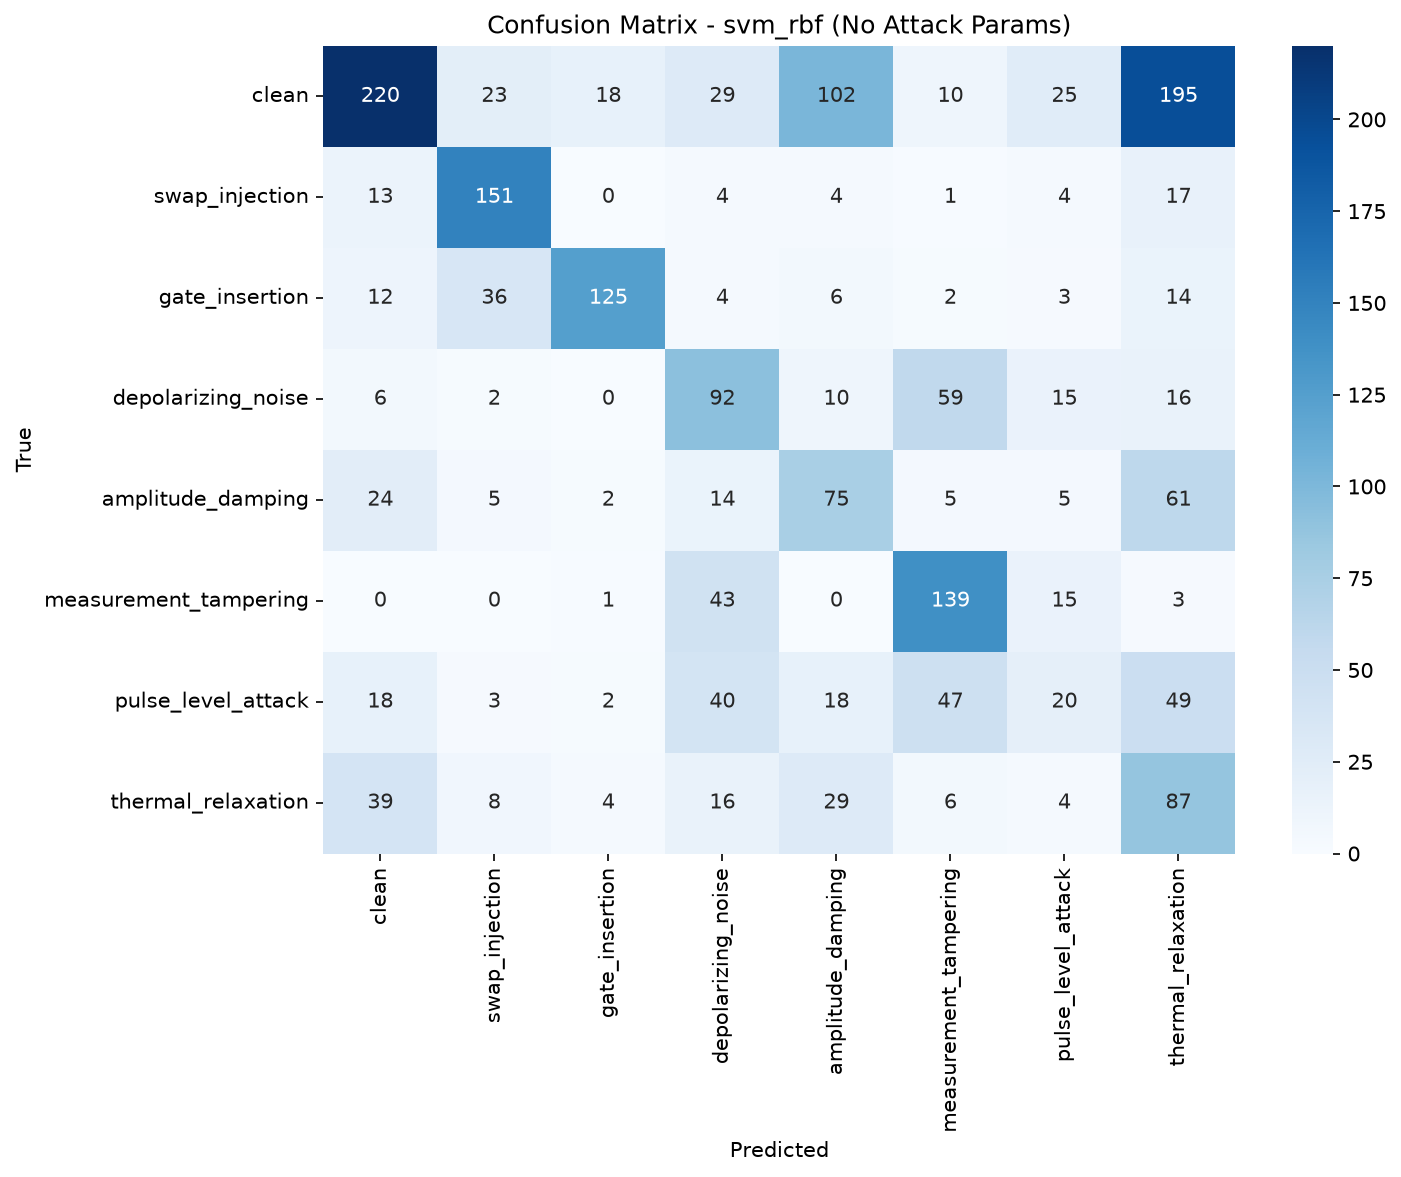 Confusion Matrix - svm_rbf (No Attack Params)
clean 220 23 18 29 102 10 25 195
swap_injection 13 151 0 4 4 1 4 17
gate_insertion 12 36 125 4 6 2 3 14
depolarizing_noise 6 2 0 92 10 59 15 16
amplitude_damping 24 5 2 14 75 5 5 61
measurement_tampering 0 0 1 43 0 139 15 3
pulse_level_attack 18 3 2 40 18 47 20 49
thermal_relaxation 39 8 4 16 29 6 4 87
True
clean
swap_injection
gate_insertion
depolarizing_noise
amplitude_damping
measurement_tampering
pulse_level_attack
thermal_relaxation
Predicted
200
175
150
125
100
75
50
25
0